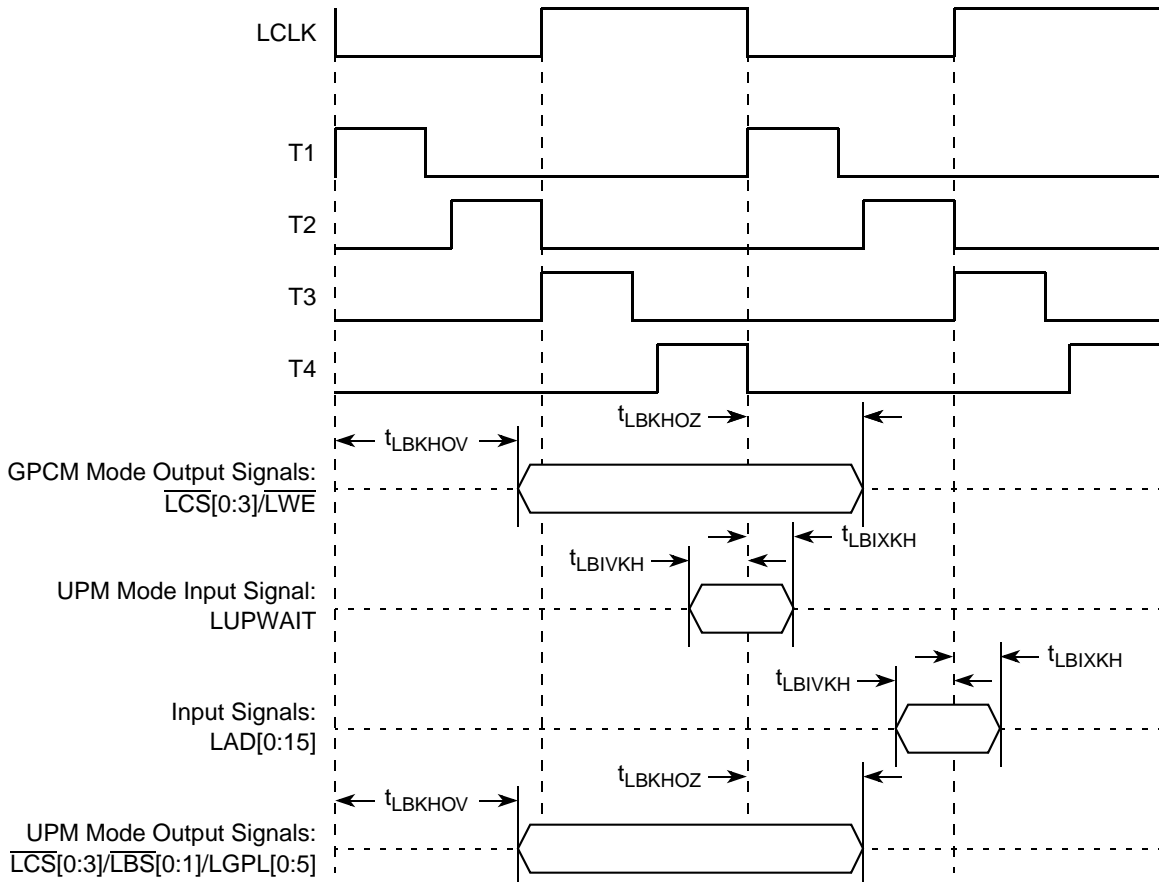 LCLK
T1
T2
T3
T4
tLBKHOZ
tLBKHOV
GPCM Mode Output Signals:
LCS[0:3]/LWE
tLBIXKH
tLBIVKH
UPM Mode Input Signal:
LUPWAIT
tLBIXKH
tLBIVKH
Input Signals:
LAD[0:15]
tLBKHOZ
tLBKHOV
UPM Mode Output Signals:
LCS[0:3]/LBS[0:1]/LGPL[0:5]